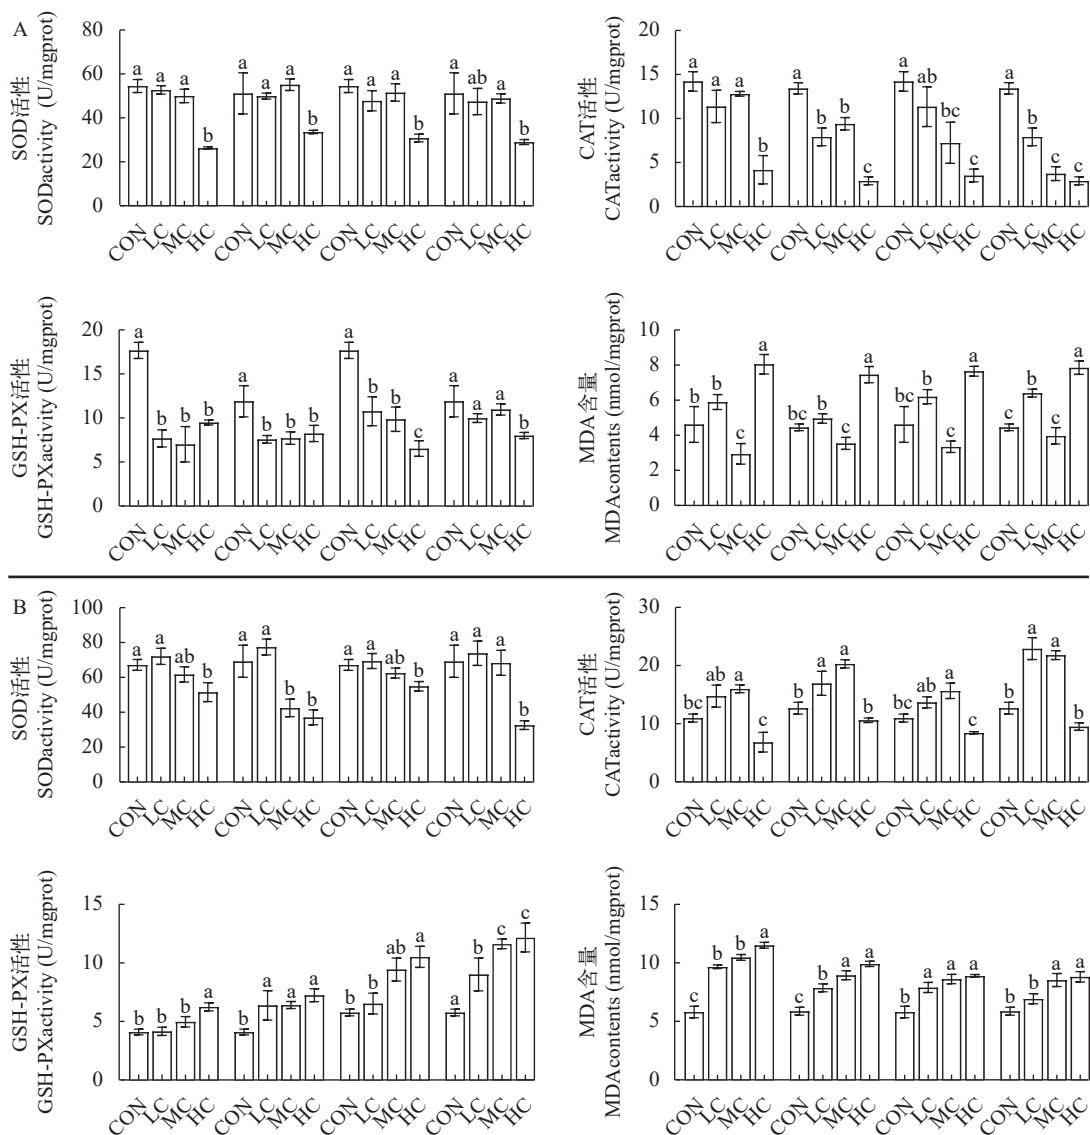 A
SOD活性
SODactivity (U/mgprot)
80
60
40
20
0
a a a b a a a b a a a b a ab a b
CON LC MC HC CON LC MC HC CON LC MC HC CON LC MC HC
CAT活性
CATactivity (U/mgprot)
20
15
10
5
0
a a a b a b b c a ab bc c a b c c
CON LC MC HC CON LC MC HC CON LC MC HC CON LC MC HC
GSH-PX活性
GSH-PXactivity (U/mgprot)
20
15
10
5
0
a b b b a b b b a b b c a a a b
CON LC MC HC CON LC MC HC CON LC MC HC CON LC MC HC
MDA含量
MDAcontents (nmol/mgprot)
10
8
6
4
2
0
b b c a bc b c a bc b c a c b c a
CON LC MC HC CON LC MC HC CON LC MC HC CON LC MC HC
B
SOD活性
SODactivity (U/mgprot)
100
80
60
40
20
0
a a ab b a a b b a a ab b a a a b
CON LC MC HC CON LC MC HC CON LC MC HC CON LC MC HC
CAT活性
CATactivity (U/mgprot)
30
20
10
0
bc ab a c b a a b bc ab a c b a a b
CON LC MC HC CON LC MC HC CON LC MC HC CON LC MC HC
GSH-PX活性
GSH-PXactivity (U/mgprot)
15
10
5
0
b b b a b a a a b b ab a a b c c
CON LC MC HC CON LC MC HC CON LC MC HC CON LC MC HC
MDA含量
MDAcontents (nmol/mgprot)
15
10
5
0
c b b a c b a a b a a a b b a a
CON LC MC HC CON LC MC HC CON LC MC HC CON LC MC HC